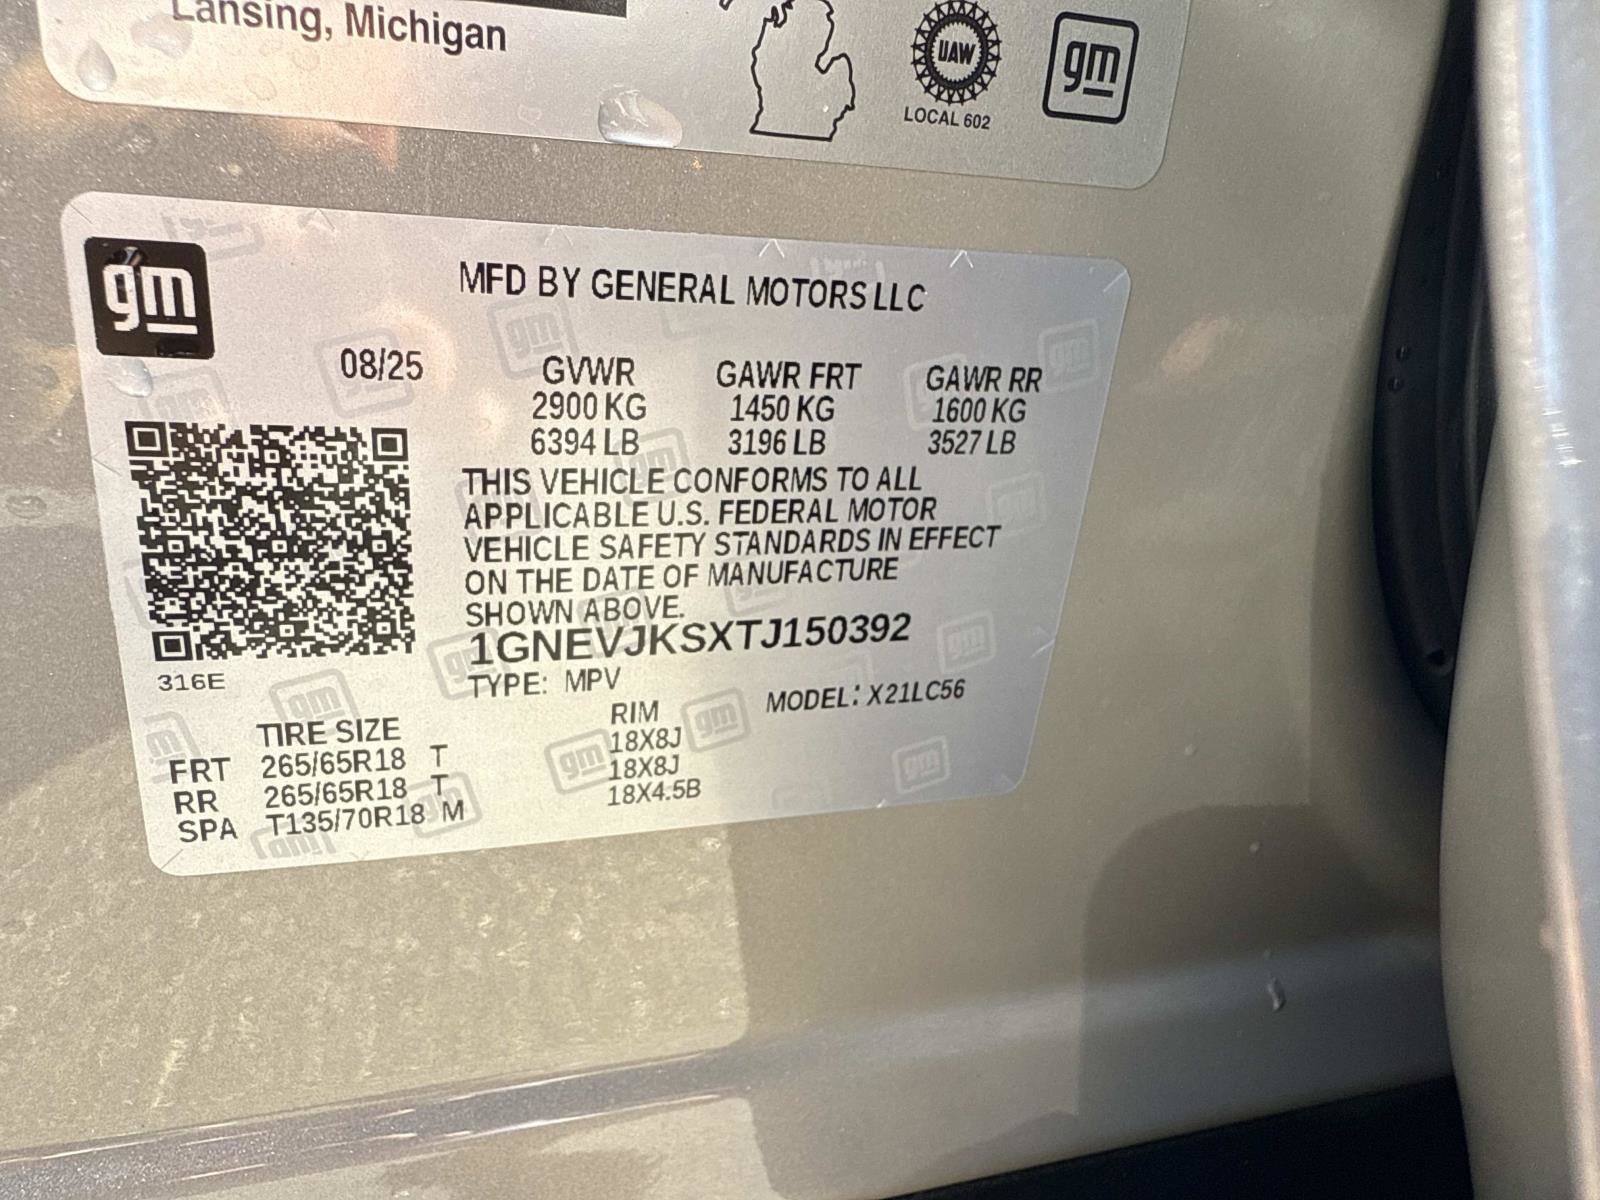 Lansing, Michigan
UAW
LOCAL 602
gm
gm
MFD BY GENERAL MOTORS LLC
08/25
GVWR GAWR FRT GAWR RR
2900 KG 1450 KG 1600 KG
6394 LB 3196 LB 3527 LB
THIS VEHICLE CONFORMS TO ALL
APPLICABLE U.S. FEDERAL MOTOR
VEHICLE SAFETY STANDARDS IN EFFECT
ON THE DATE OF MANUFACTURE
SHOWN ABOVE.
1GNEVJKSXTJ150392
316E
TYPE: MPV MODEL: X21LC56
TIRE SIZE RIM
FRT 265/65R18 T 18X8J
RR 265/65R18 T 18X8J
SPA T135/70R18 M 18X4.5B